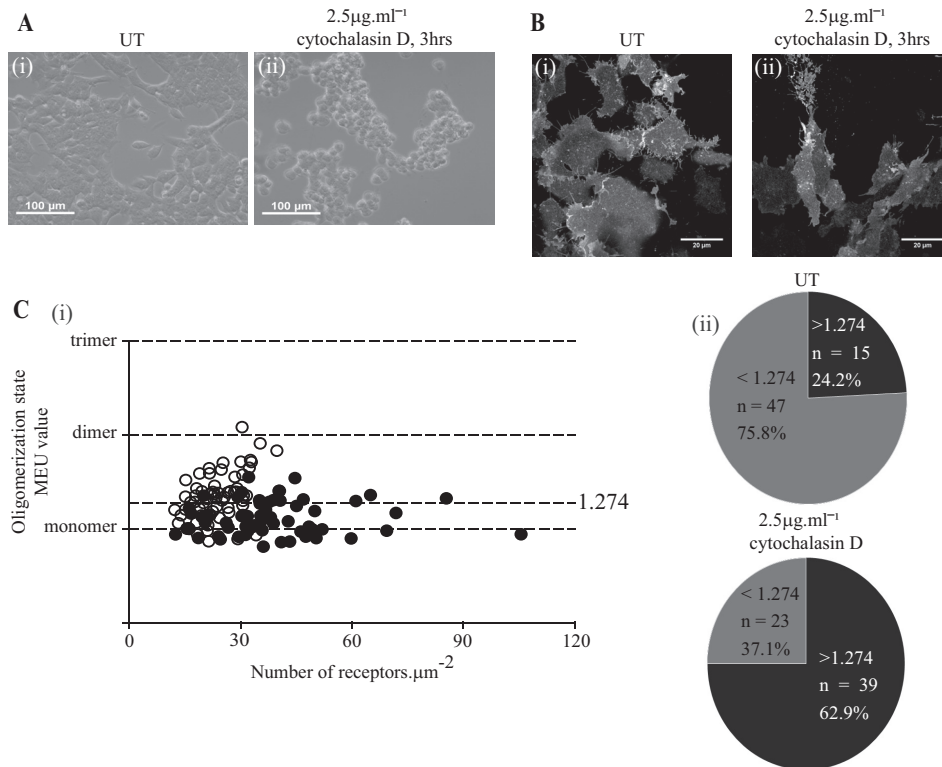 A
UT
2.5μg.ml⁻¹
cytochalasin D, 3hrs
(i)
(ii)
100 μm
100 μm
B
UT
2.5μg.ml⁻¹
cytochalasin D, 3hrs
(i)
(ii)
20 μm
20 μm
C
(i)
Oligomerization state
MEU value
trimer
dimer
1.274
monomer
0 30 60 90 120
Number of receptors.μm⁻²
(ii)
UT
>1.274
n = 15
24.2%
< 1.274
n = 47
75.8%
2.5μg.ml⁻¹
cytochalasin D
< 1.274
n = 23
37.1%
>1.274
n = 39
62.9%